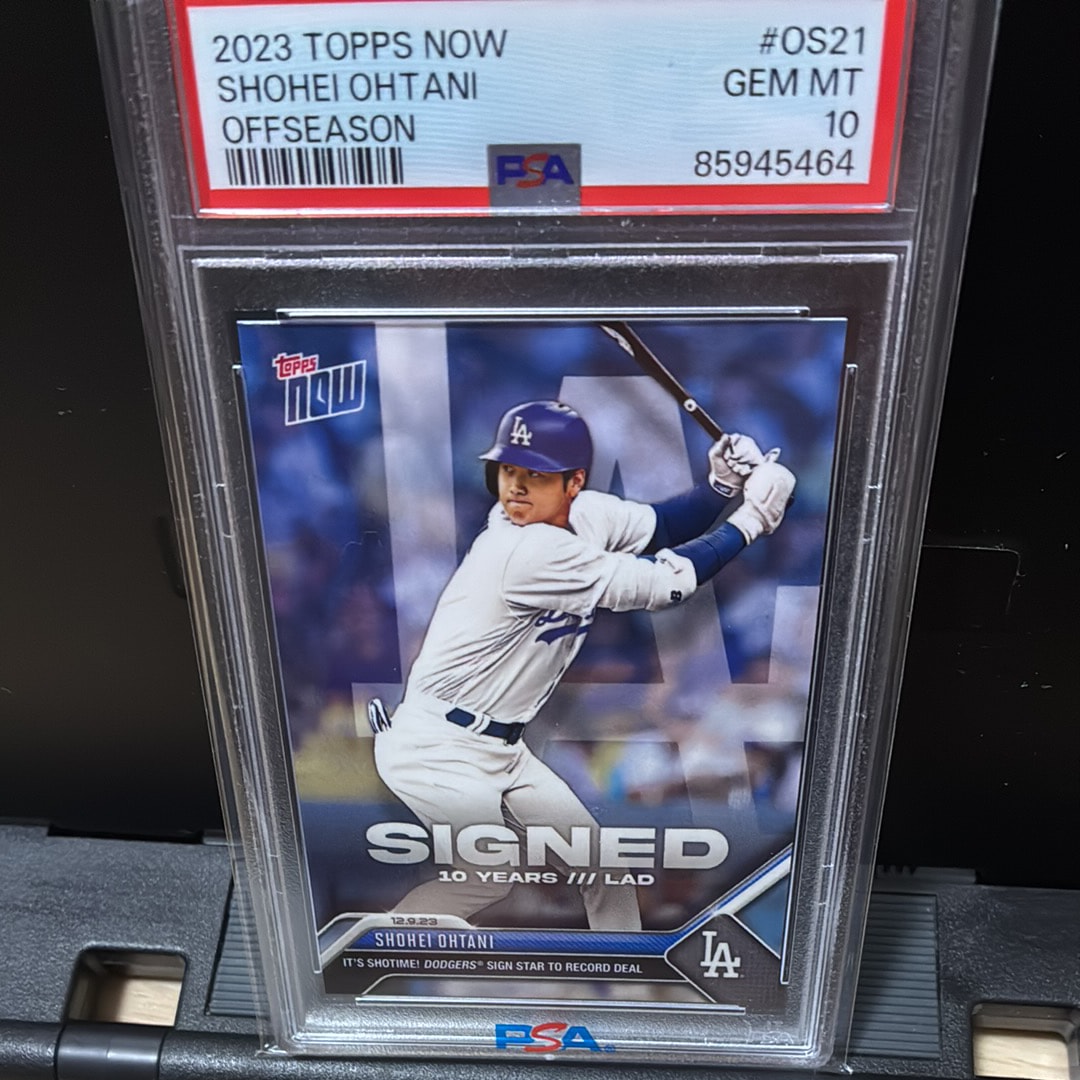 2023 TOPPS NOW #OS21
SHOHEI OHTANI GEM MT
OFFSEASON 10
PSA 85945464
topps
NOW
LA
SIGNED
10 YEARS /// LAD
12.9.23
SHOHEI OHTANI
IT'S SHOTIME! DODGERS® SIGN STAR TO RECORD DEAL
LA
PSA